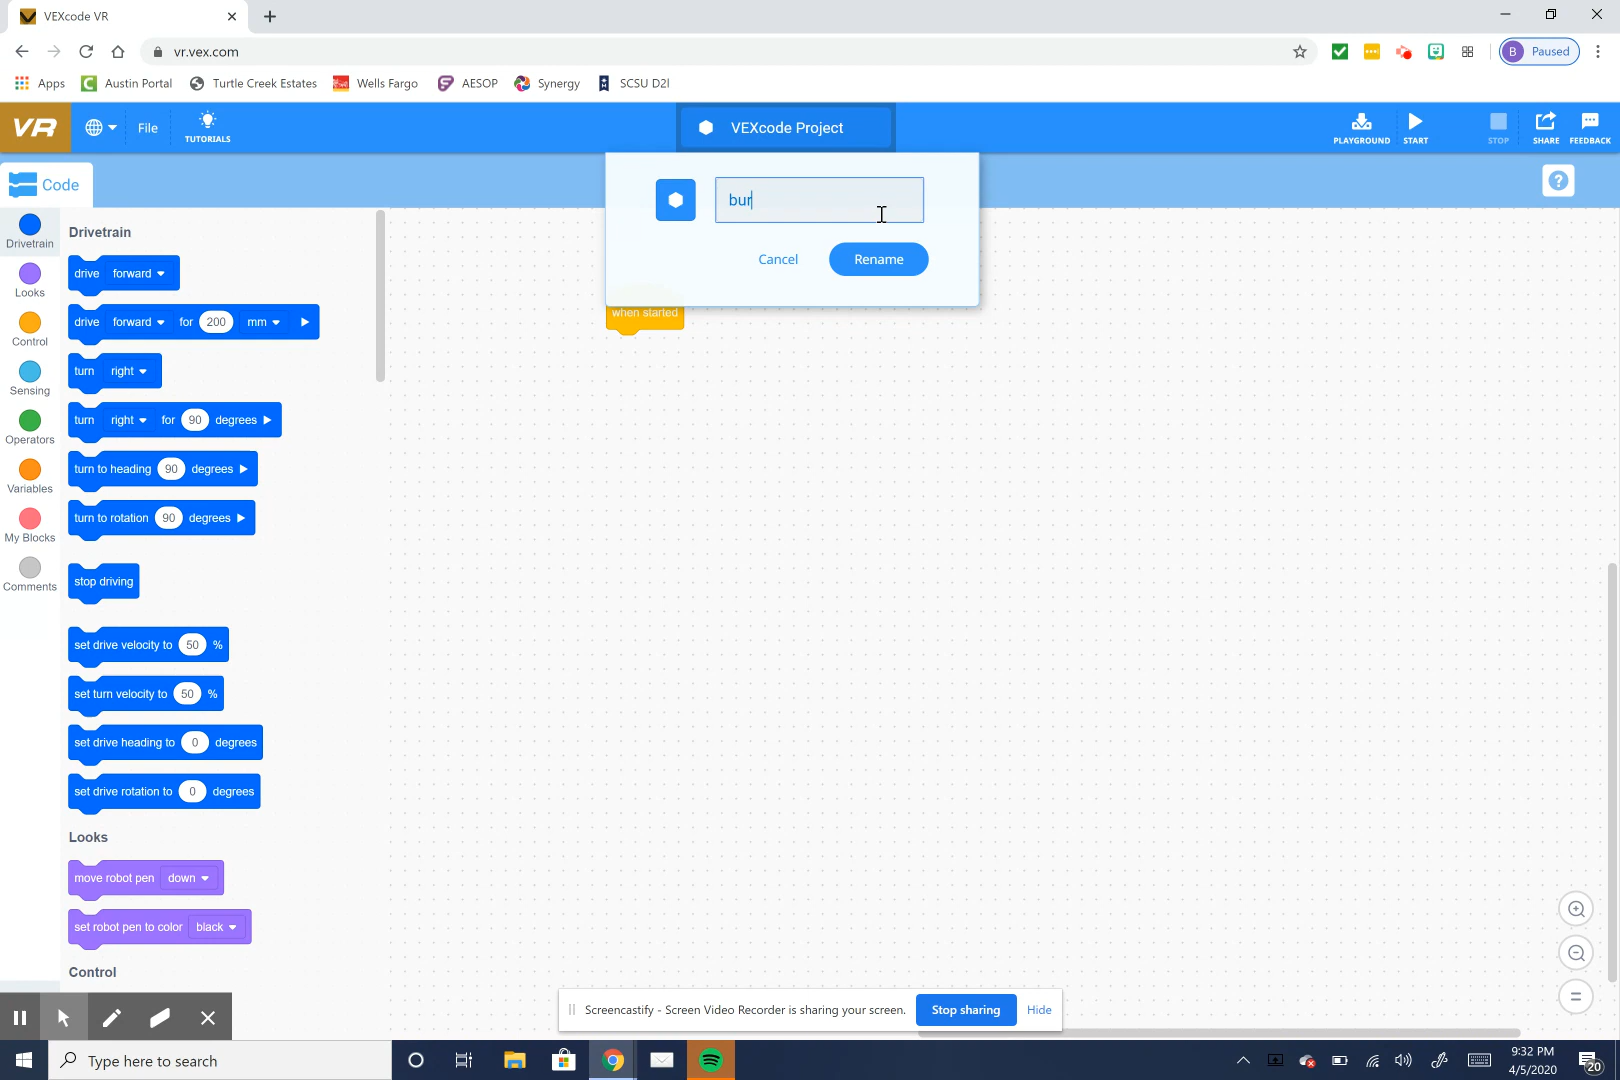 VEXcode VR
vr.vex.com
B Paused
Apps Austin Portal Turtle Creek Estates Wells Fargo AESOP Synergy SCSU D2l
VR File TUTORIALS VEXcode Project PLAYGROUND START STOP SHARE FEEDBACK
Code
bur
Cancel Rename
when started
Drivetrain
Looks
Control
Sensing
Operators
Variables
My Blocks
Comments
Drivetrain
drive forward
drive forward for 200 mm
turn right
turn right for 90 degrees
turn to heading 90 degrees
turn to rotation 90 degrees
stop driving
set drive velocity to 50 %
set turn velocity to 50 %
set drive heading to 0 degrees
set drive rotation to 0 degrees
Looks
move robot pen down
set robot pen to color black
Control
Screencastify - Screen Video Recorder is sharing your screen. Stop sharing Hide
Type here to search
9:32 PM
4/5/2020
20